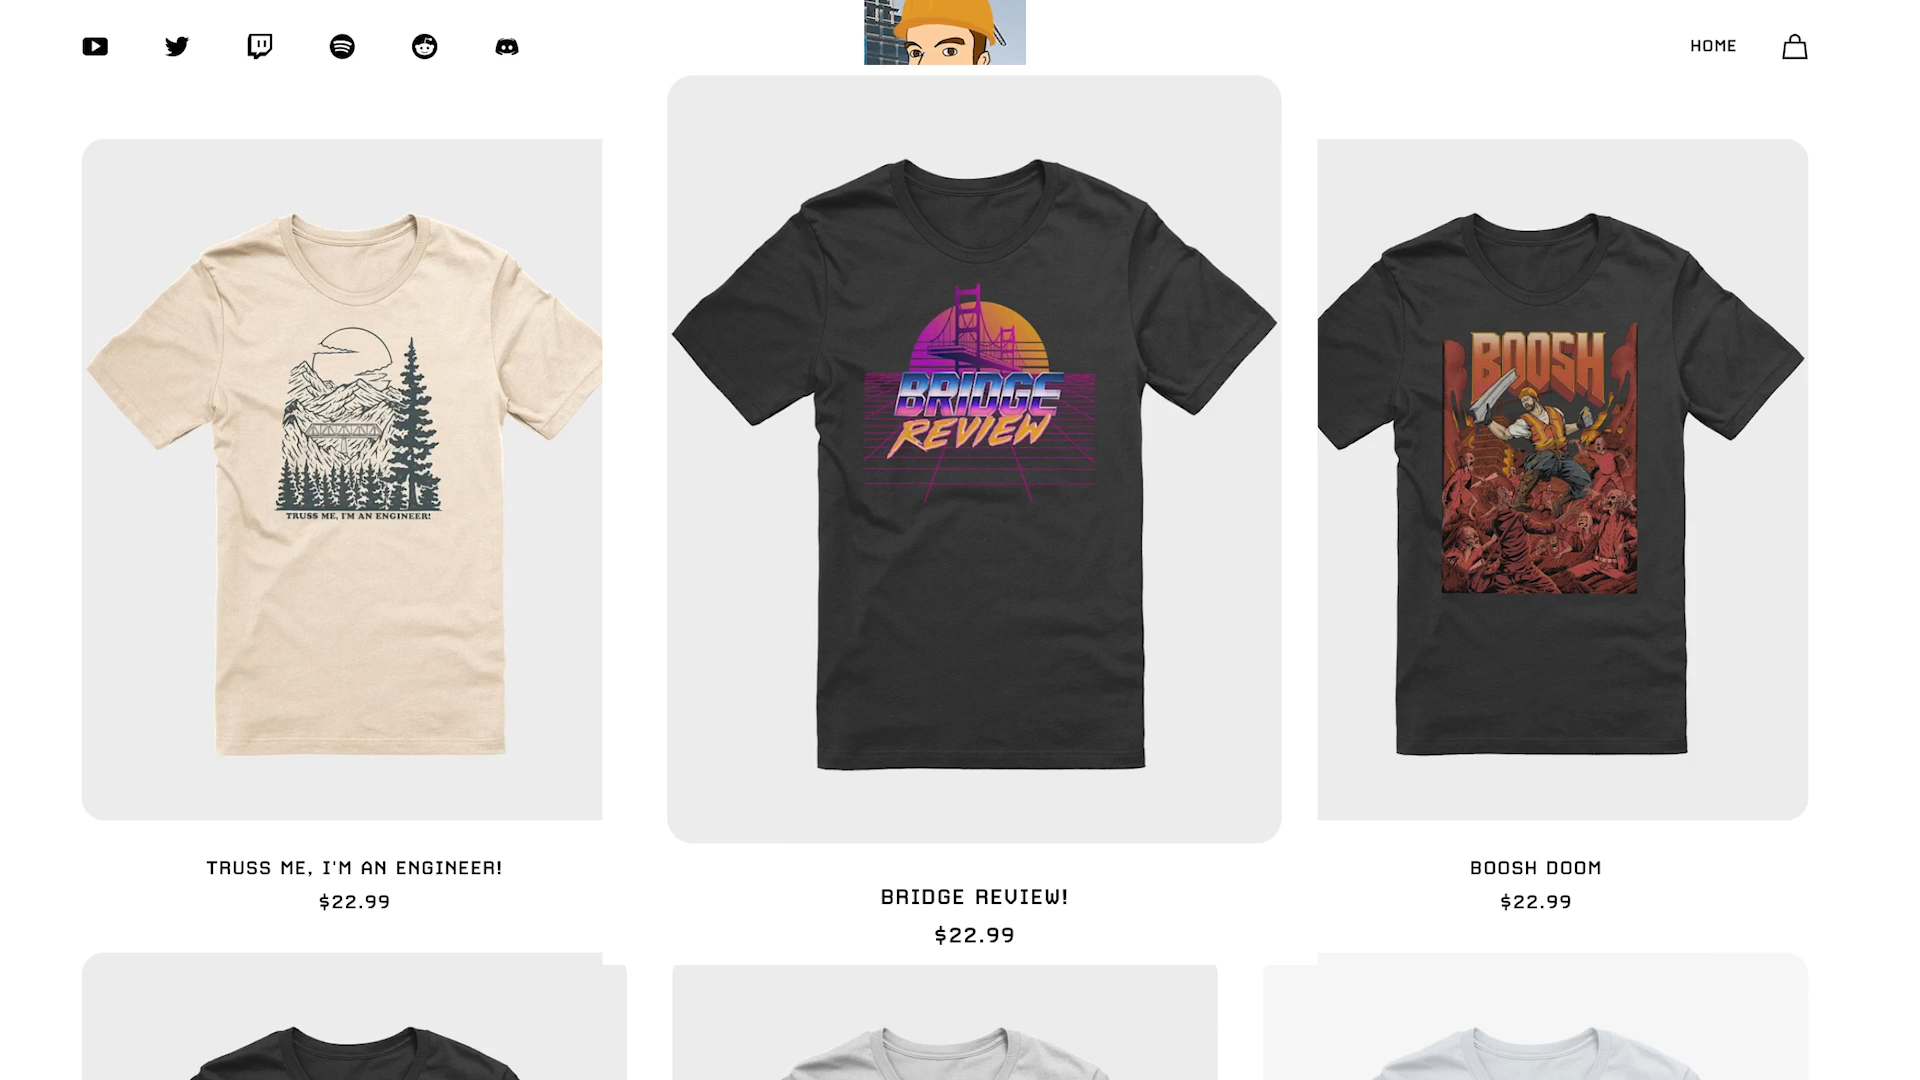 HOME
TRUSS ME, I'M AN ENGINEER!
BRIDGE
REVIEW
BOOSH
TRUSS ME, I'M AN ENGINEER!
$22.99
BRIDGE REVIEW!
$22.99
BOOSH DOOM
$22.99